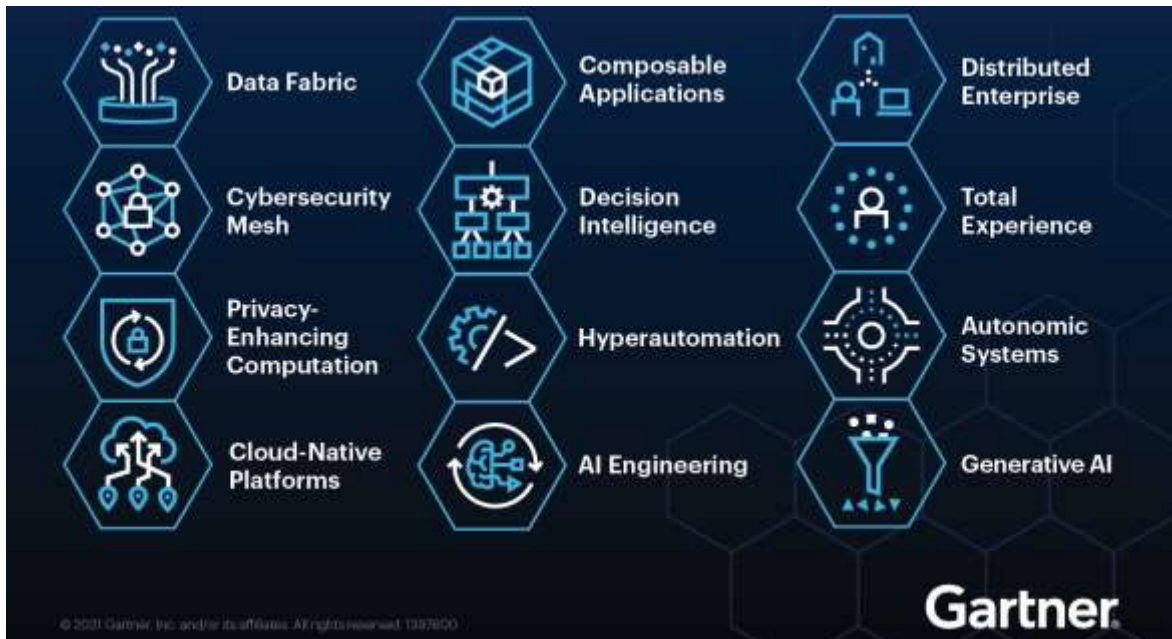 Data Fabric
Cybersecurity
Mesh
Privacy-
Enhancing
Computation
Cloud-Native
Platforms
Composable
Applications
Decision
Intelligence
Hyperautomation
AI Engineering
Distributed
Enterprise
Total
Experience
Autonomic
Systems
Generative AI
© 2021 Gartner, Inc. and/or its affiliates. All rights reserved. 1397800
Gartner